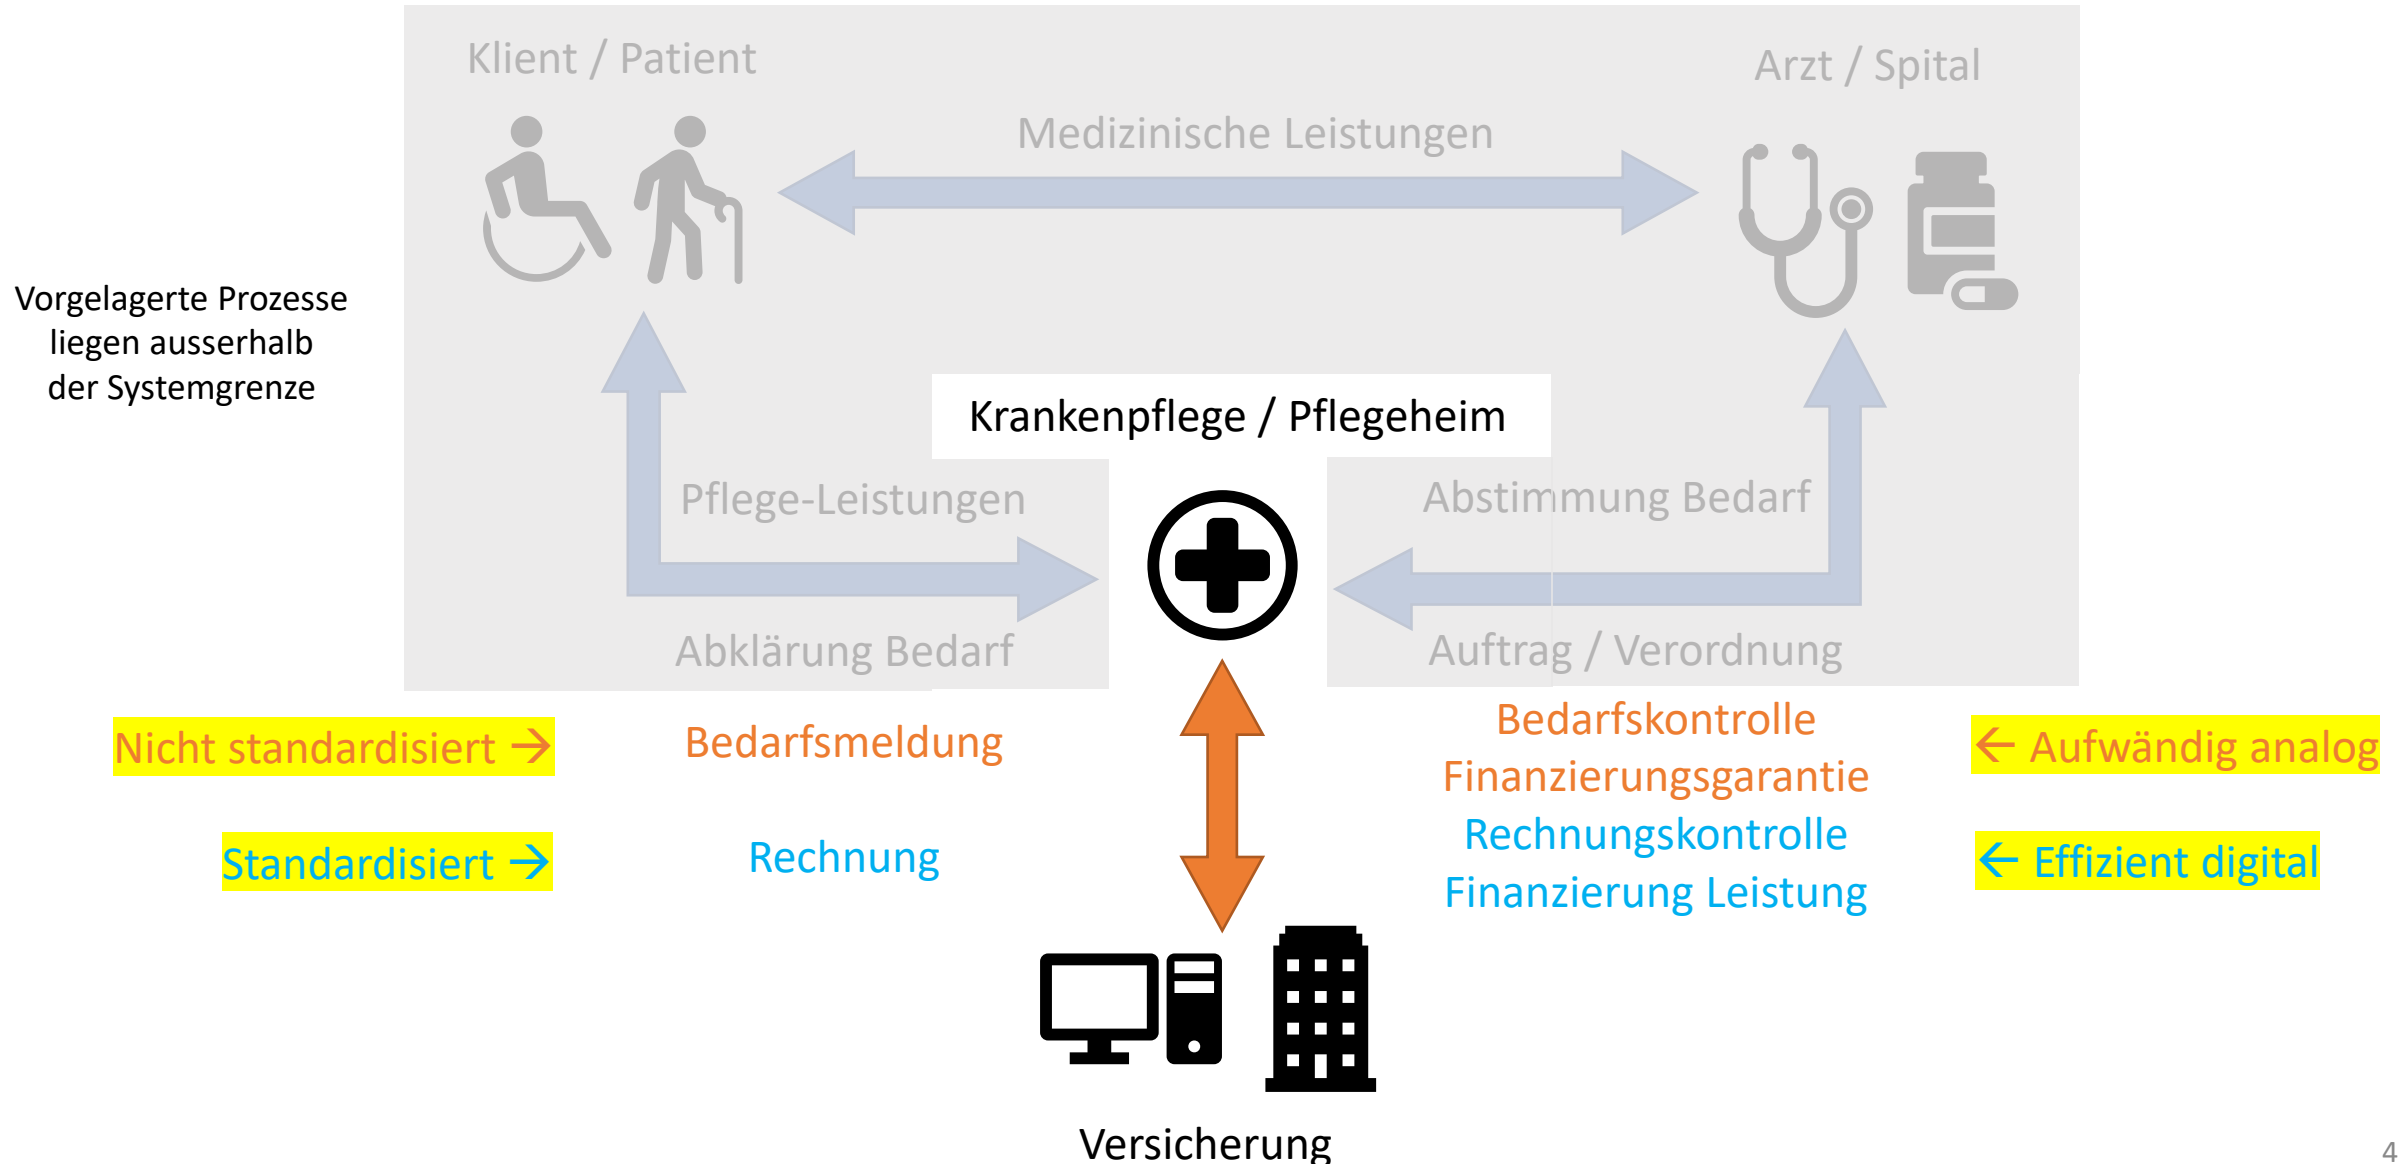 Klient / Patient
Arzt / Spital
Medizinische Leistungen
Vorgelagerte Prozesse
liegen ausserhalb
der Systemgrenze
Krankenpflege / Pflegeheim
Pflege-Leistungen
Abstimmung Bedarf
Abklärung Bedarf
Auftrag / Verordnung
Nicht standardisiert →
Bedarfsmeldung
Bedarfskontrolle
Finanzierungsgarantie
← Aufwändig analog
Standardisiert →
Rechnung
Rechnungskontrolle
Finanzierung Leistung
← Effizient digital
Versicherung
4